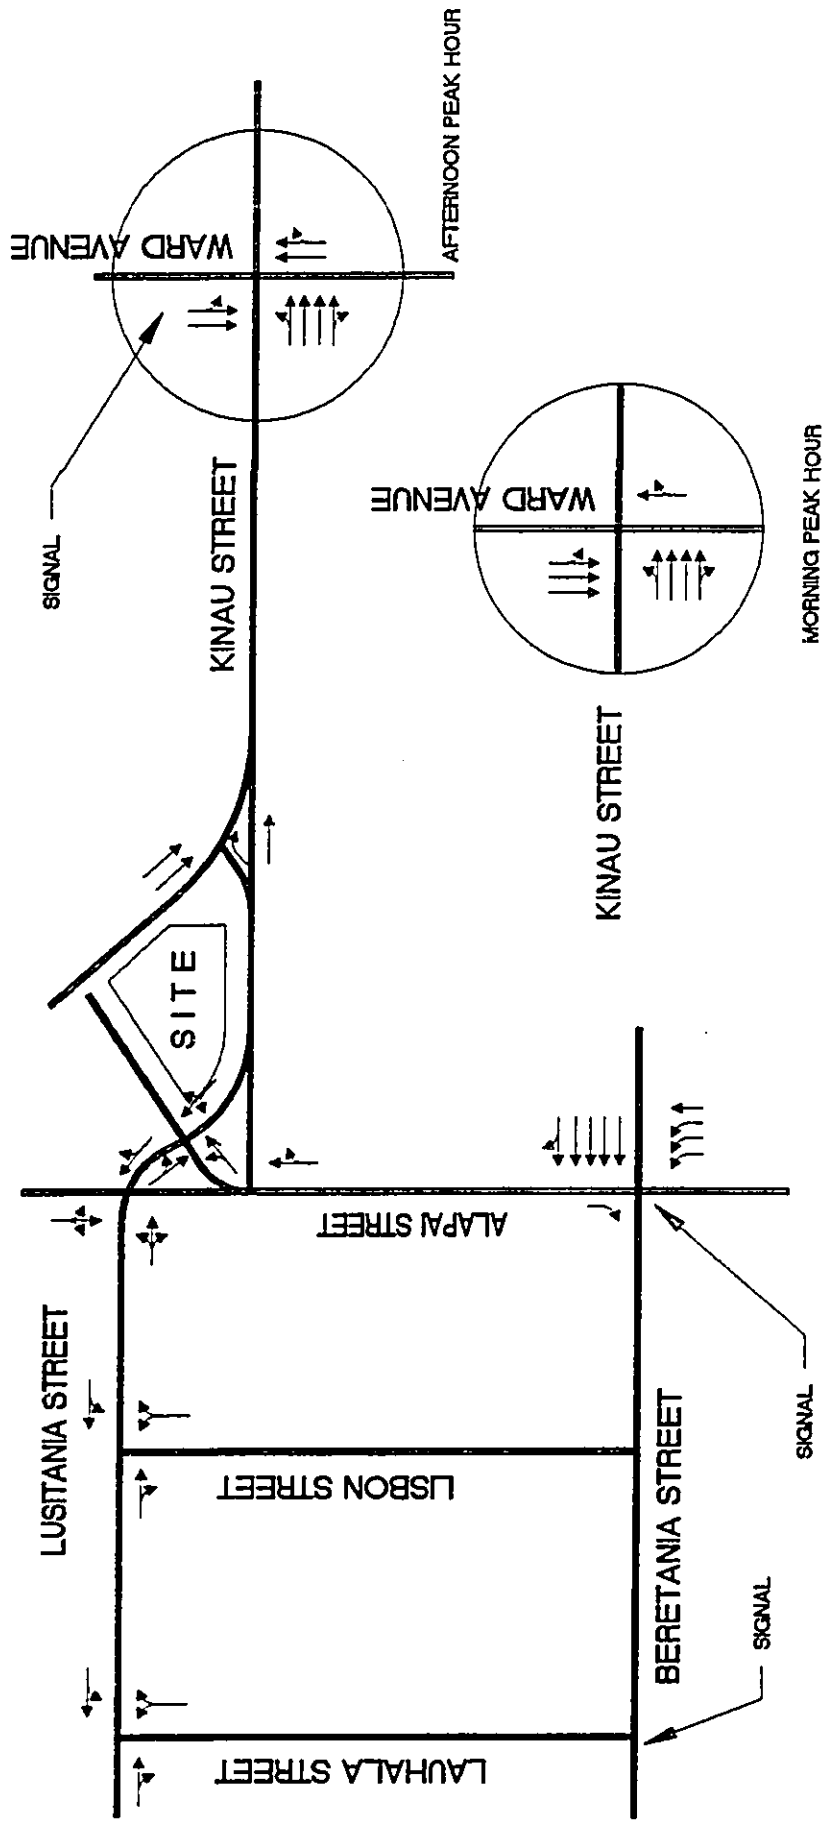 LUSITANIA STREET
LAUHALA STREET
LISBON STREET
ALAPAI STREET
BERETANIA STREET
SIGNAL
SIGNAL
SITE
KINAU STREET
SIGNAL
WARD AVENUE
AFTERNOON PEAK HOUR
KINAU STREET
WARD AVENUE
MORNING PEAK HOUR